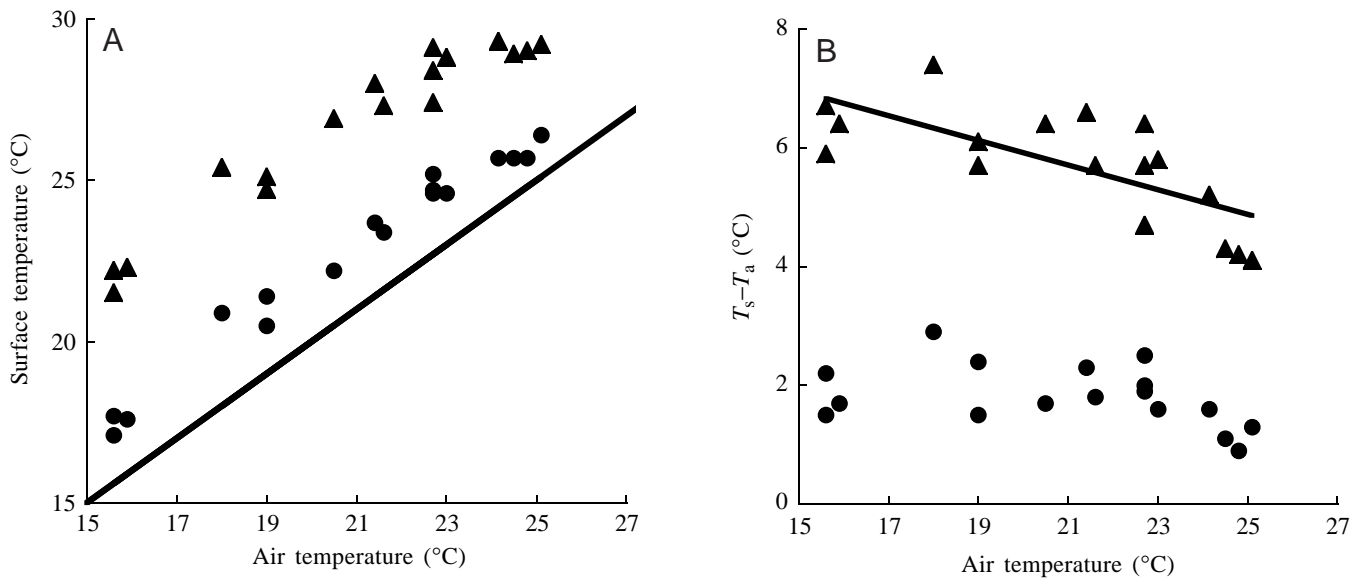 A
30
25
20
15
Surface temperature (°C)
15 17 19 21 23 25 27
Air temperature (°C)
B
8
6
4
2
0
Ts–Ta (°C)
15 17 19 21 23 25 27
Air temperature (°C)